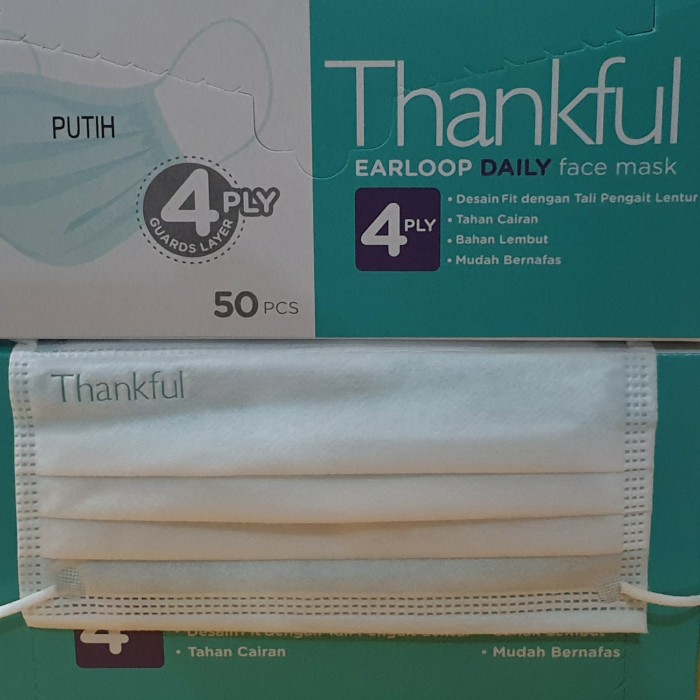 PUTIH
4 PLY
GUARDS LAYER
50 PCS
Thankful
EARLOOP DAILY face mask
4 PLY
• Desain Fit dengan Tali Pengait Lentur
• Tahan Cairan
• Bahan Lembut
• Mudah Bernafas
Thankful
4
• Tahan Cairan
• Mudah Bernafas